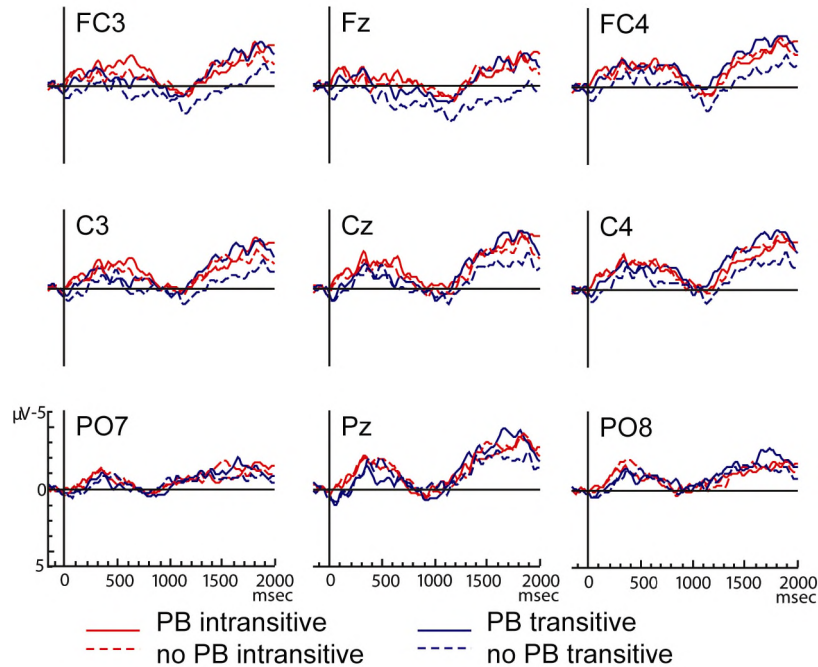 FC3 Fz FC4
C3 Cz C4
μV-5 PO7 Pz PO8
0
5
0 500 1000 1500 2000 0 500 1000 1500 2000 0 500 1000 1500 2000
msec msec msec
PB intransitive PB transitive
no PB intransitive no PB transitive